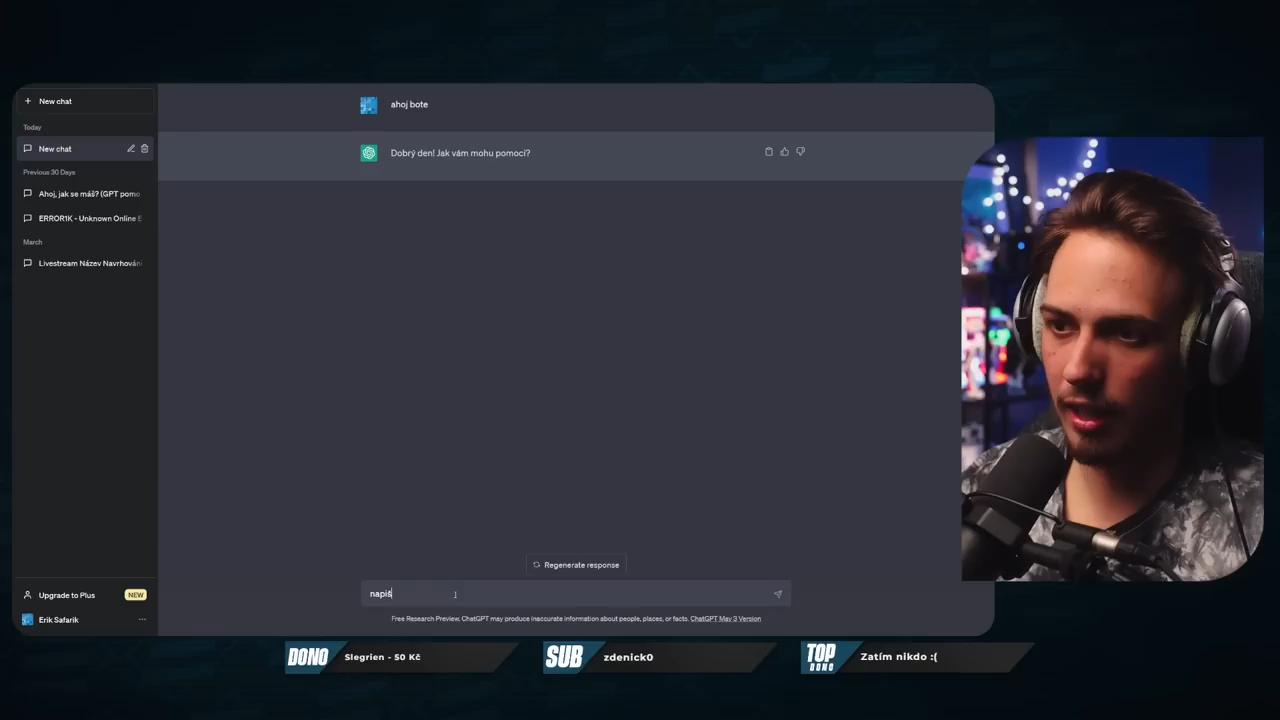 New chat
Today
New chat
Previous 30 Days
Ahoj, jak se máš? (GPT pomo
ERROR1K - Unknown Online E
March
Livestream Název Navrhování
Upgrade to Plus
NEW
Erik Safarik
ahoj bote
Dobrý den! Jak vám mohu pomoci?
Regenerate response
napiš
Free Research Preview. ChatGPT may produce inaccurate information about people, places, or facts. ChatGPT May 3 Version
DONO
Slegrien - 50 Kč
SUB
zdenick0
TOP
DONO
Zatím nikdo :(